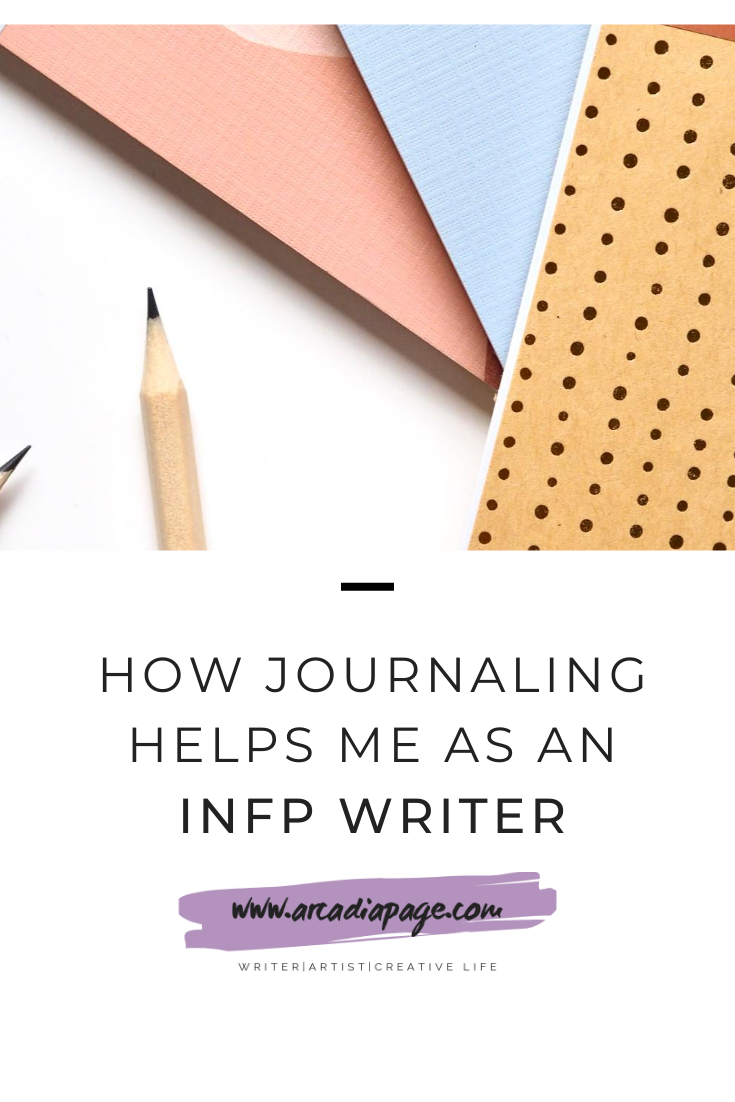 HOW JOURNALING
HELPS ME AS AN
INFP WRITER
www.arcadiapage.com
WRITER|ARTIST|CREATIVE LIFE